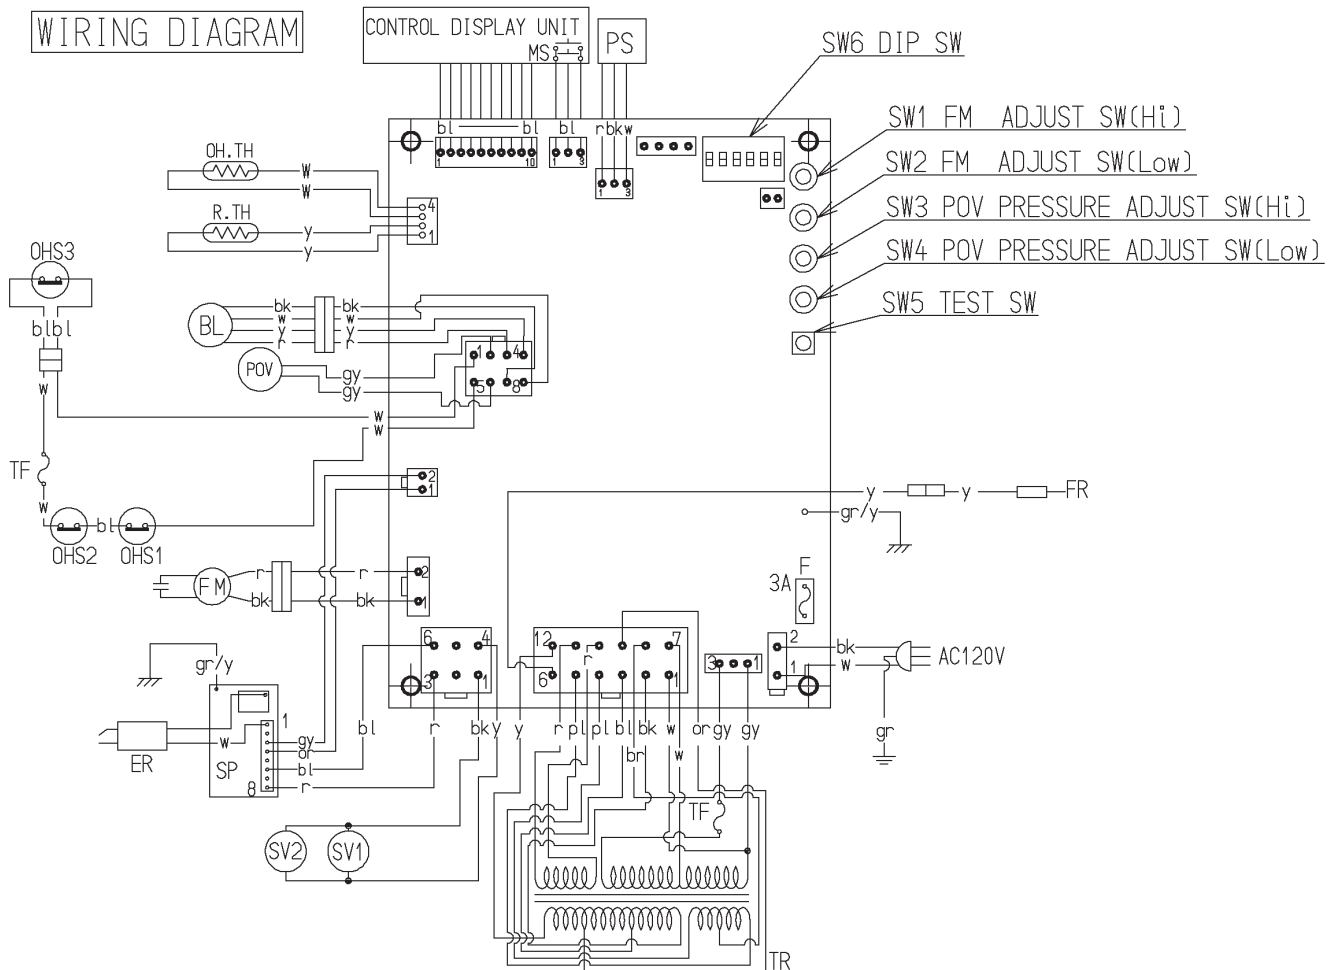 WIRING DIAGRAM
CONTROL DISPLAY UNIT
MS
PS
SW6 DIP SW
SW1 FM ADJUST SW(Hi)
SW2 FM ADJUST SW(Low)
SW3 POV PRESSURE ADJUST SW(Hi)
SW4 POV PRESSURE ADJUST SW(Low)
SW5 TEST SW
bl bl bl r bk w
1 10 1 3
1 3
OH.TH
w
w
4
R.TH
y
y
1
OHS3
bl bl
BL
bk bk
w w
y y
r r
1 4
POV
gy
gy
5 8
w
w
w
TF
w
2
1
bl
OHS2 OHS1
y y FR
gr/y
FM
r r 2
bk bk 1
F
3A
gr/y
6 4
3 1
12 7
r
6 1
3 1
2 bk
1 w
AC120V
gr
ER
SP
1
w
gy
or
bl
8 r
bl r bk y y r pl pl bl bk w or gy gy
br w
TF
SV2 SV1
TR